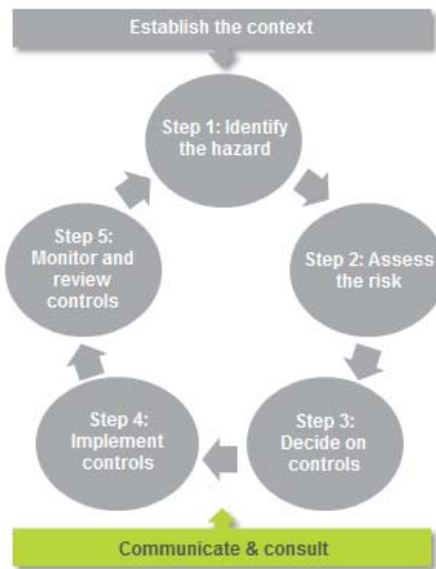 Establish the context
Step 1: Identify
the hazard
Step 2: Assess
the risk
Step 3:
Decide on
controls
Step 4:
Implement
controls
Step 5:
Monitor and
review
controls
Communicate & consult